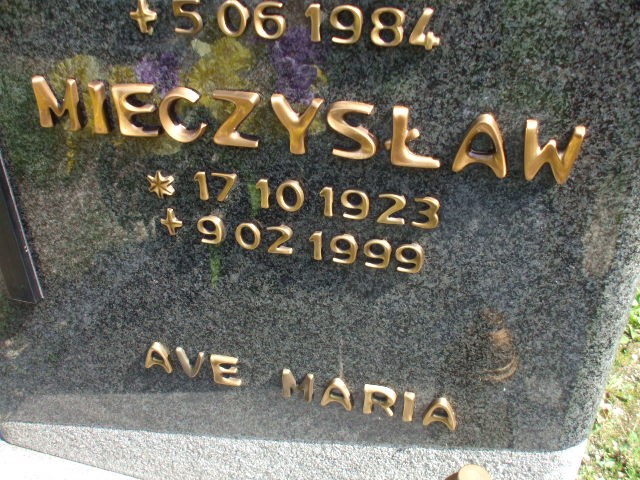 + 5 06 1984
MIECZYSŁAW
* 17 10 1923
+ 9 02 1999
AVE MARIA